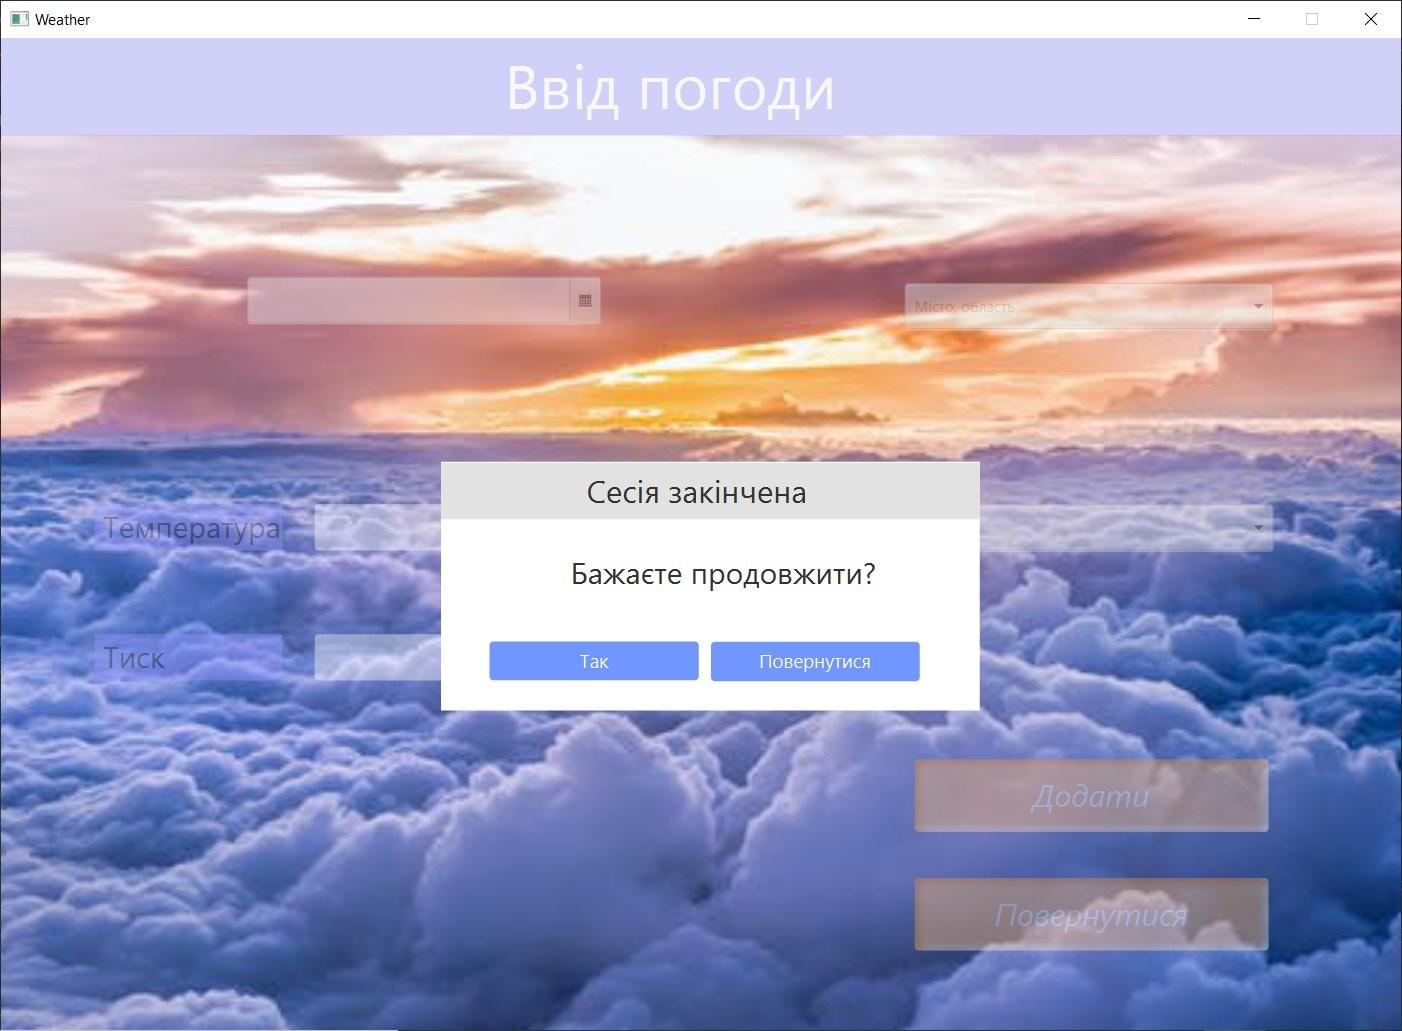 Weather
Ввід погоди
Місто, область
Сесія закінчена
Температура
Бажаєте продовжити?
Тиск
Так
Повернутися
Додати
Повернутися